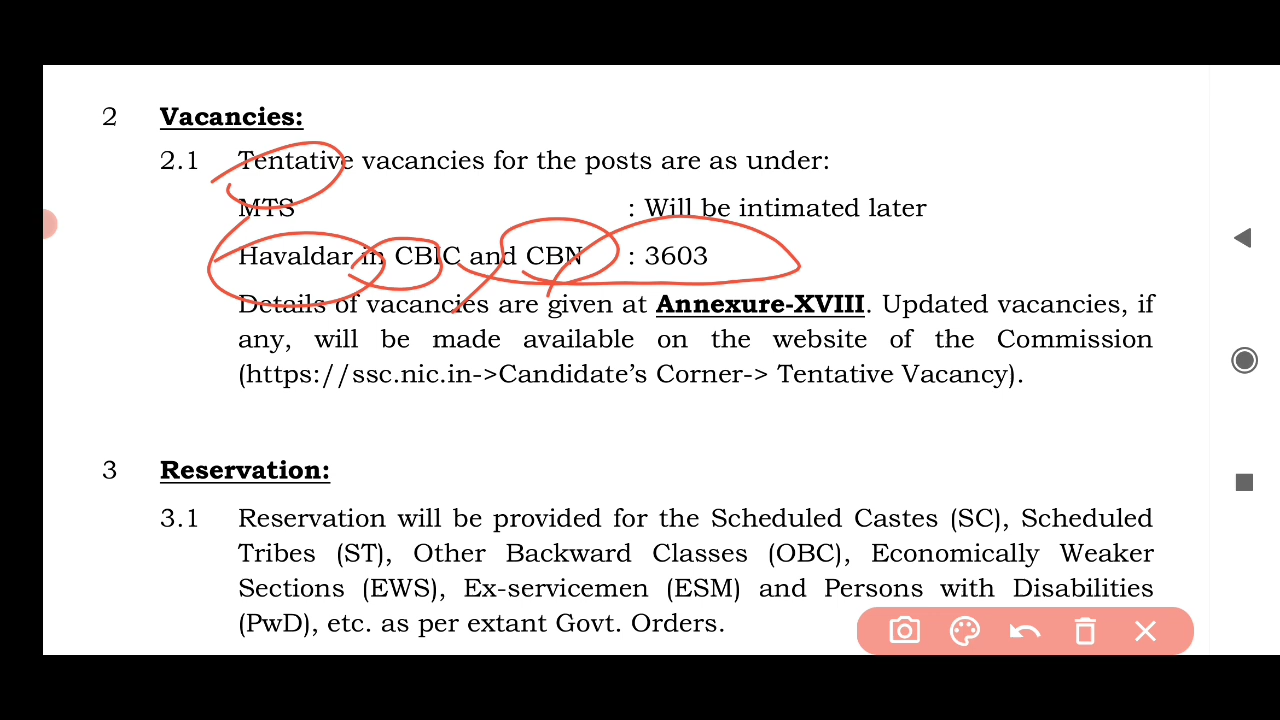 2 Vacancies:
2.1 Tentative vacancies for the posts are as under:
MTS : Will be intimated later
Havaldar in CBIC and CBN : 3603
Details of vacancies are given at Annexure-XVIII. Updated vacancies, if
any, will be made available on the website of the Commission
(https://ssc.nic.in->Candidate’s Corner-> Tentative Vacancy).
3 Reservation:
3.1 Reservation will be provided for the Scheduled Castes (SC), Scheduled
Tribes (ST), Other Backward Classes (OBC), Economically Weaker
Sections (EWS), Ex-servicemen (ESM) and Persons with Disabilities
(PwD), etc. as per extant Govt. Orders.